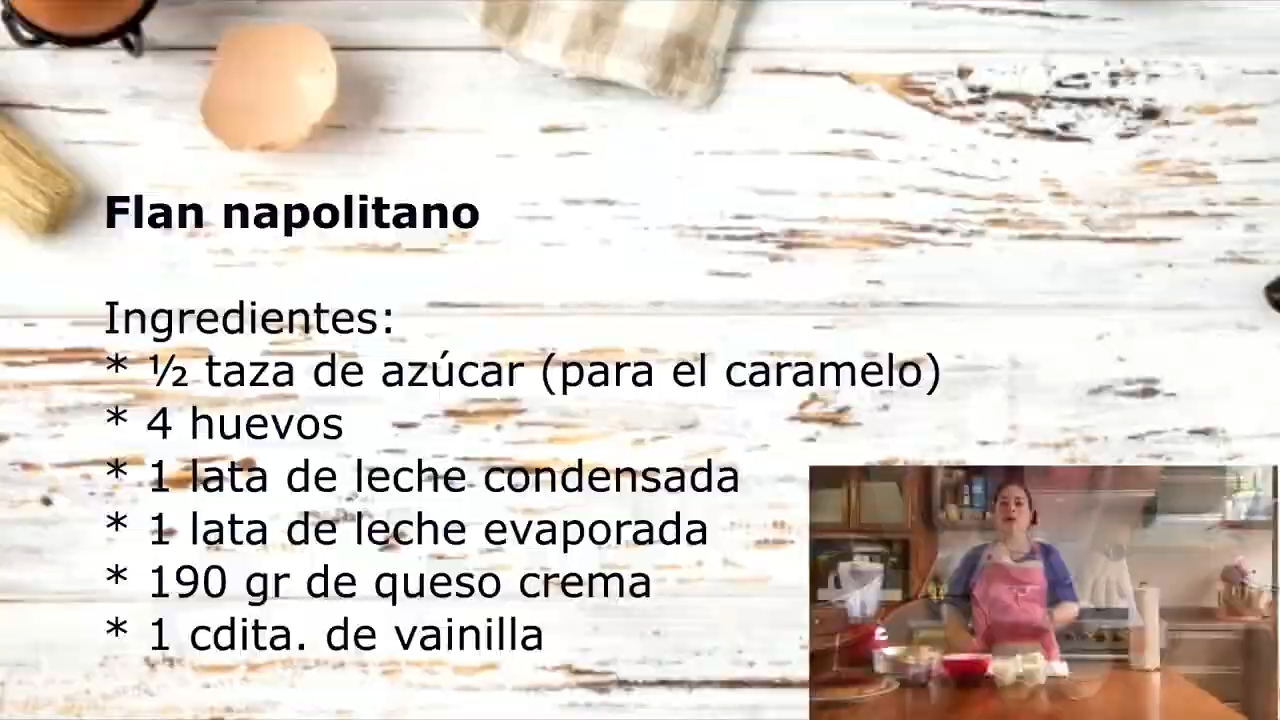 Flan napolitano
Ingredientes:
* ½ taza de azúcar (para el caramelo)
* 4 huevos
* 1 lata de leche condensada
* 1 lata de leche evaporada
* 190 gr de queso crema
* 1 cdita. de vainilla